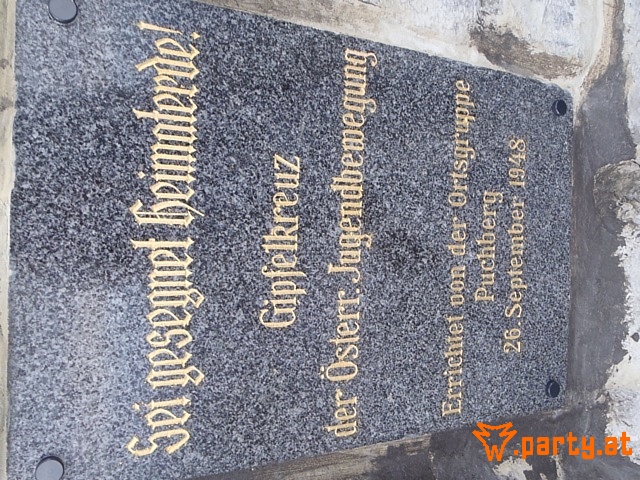 Sei gesegnet Heimaterde!
Gipfelkreuz
der Österr. Jugendbewegung
Errichtet von der Ortsgruppe
Puchberg
26. September 1948
.party.at